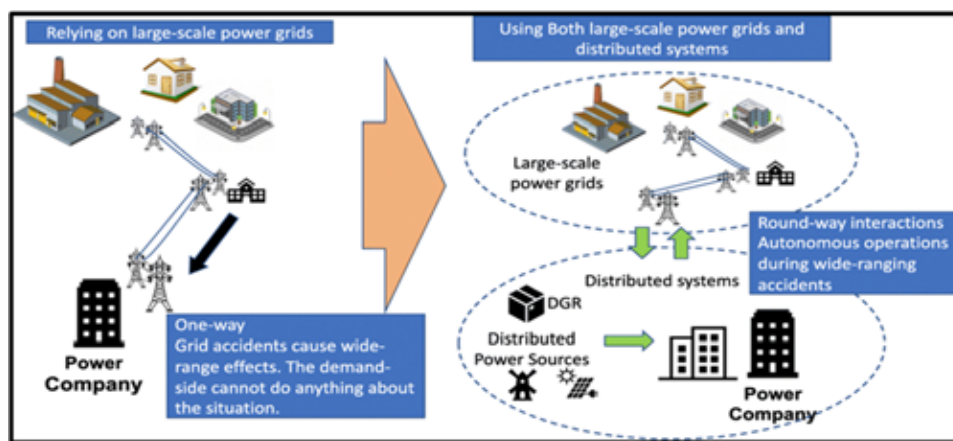 Relying on large-scale power grids
One-way
Grid accidents cause wide-
range effects. The demand-
side cannot do anything about
the situation.
Power
Company
Using Both large-scale power grids and
distributed systems
Large-scale
power grids
Round-way interactions
Autonomous operations
during wide-ranging
accidents
Distributed systems
DGR
Distributed
Power Sources
Power
Company